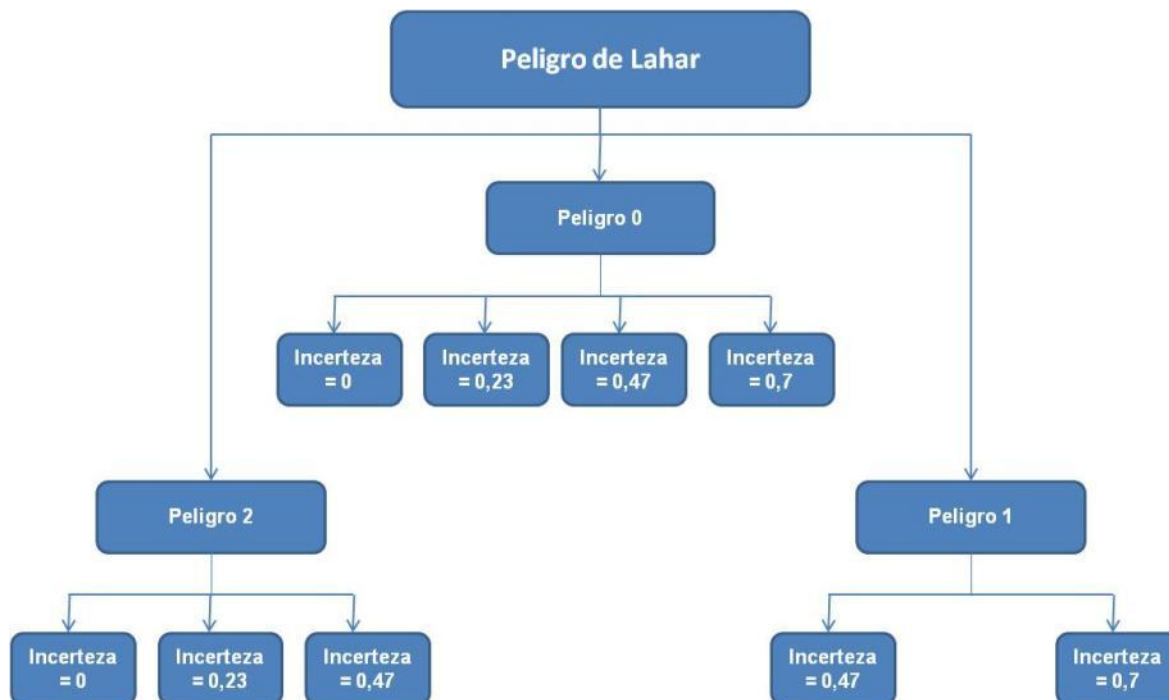 Peligro de Lahar
Peligro 0
Incerteza
= 0
Incerteza
= 0,23
Incerteza
= 0,47
Incerteza
= 0,7
Peligro 2
Peligro 1
Incerteza
= 0
Incerteza
= 0,23
Incerteza
= 0,47
Incerteza
= 0,47
Incerteza
= 0,7